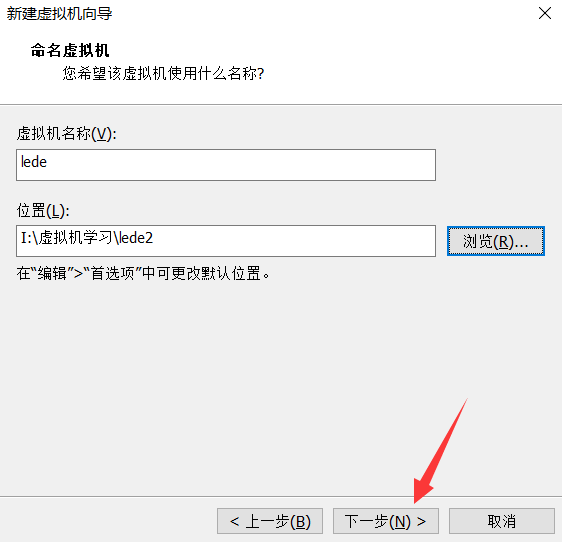 新建虚拟机向导
命名虚拟机
您希望该虚拟机使用什么名称?
虚拟机名称(V):
lede
位置(L):
I:\虚拟机学习\lede2
浏览(R)...
在“编辑”>“首选项”中可更改默认位置。
< 上一步(B)
下一步(N) >
取消